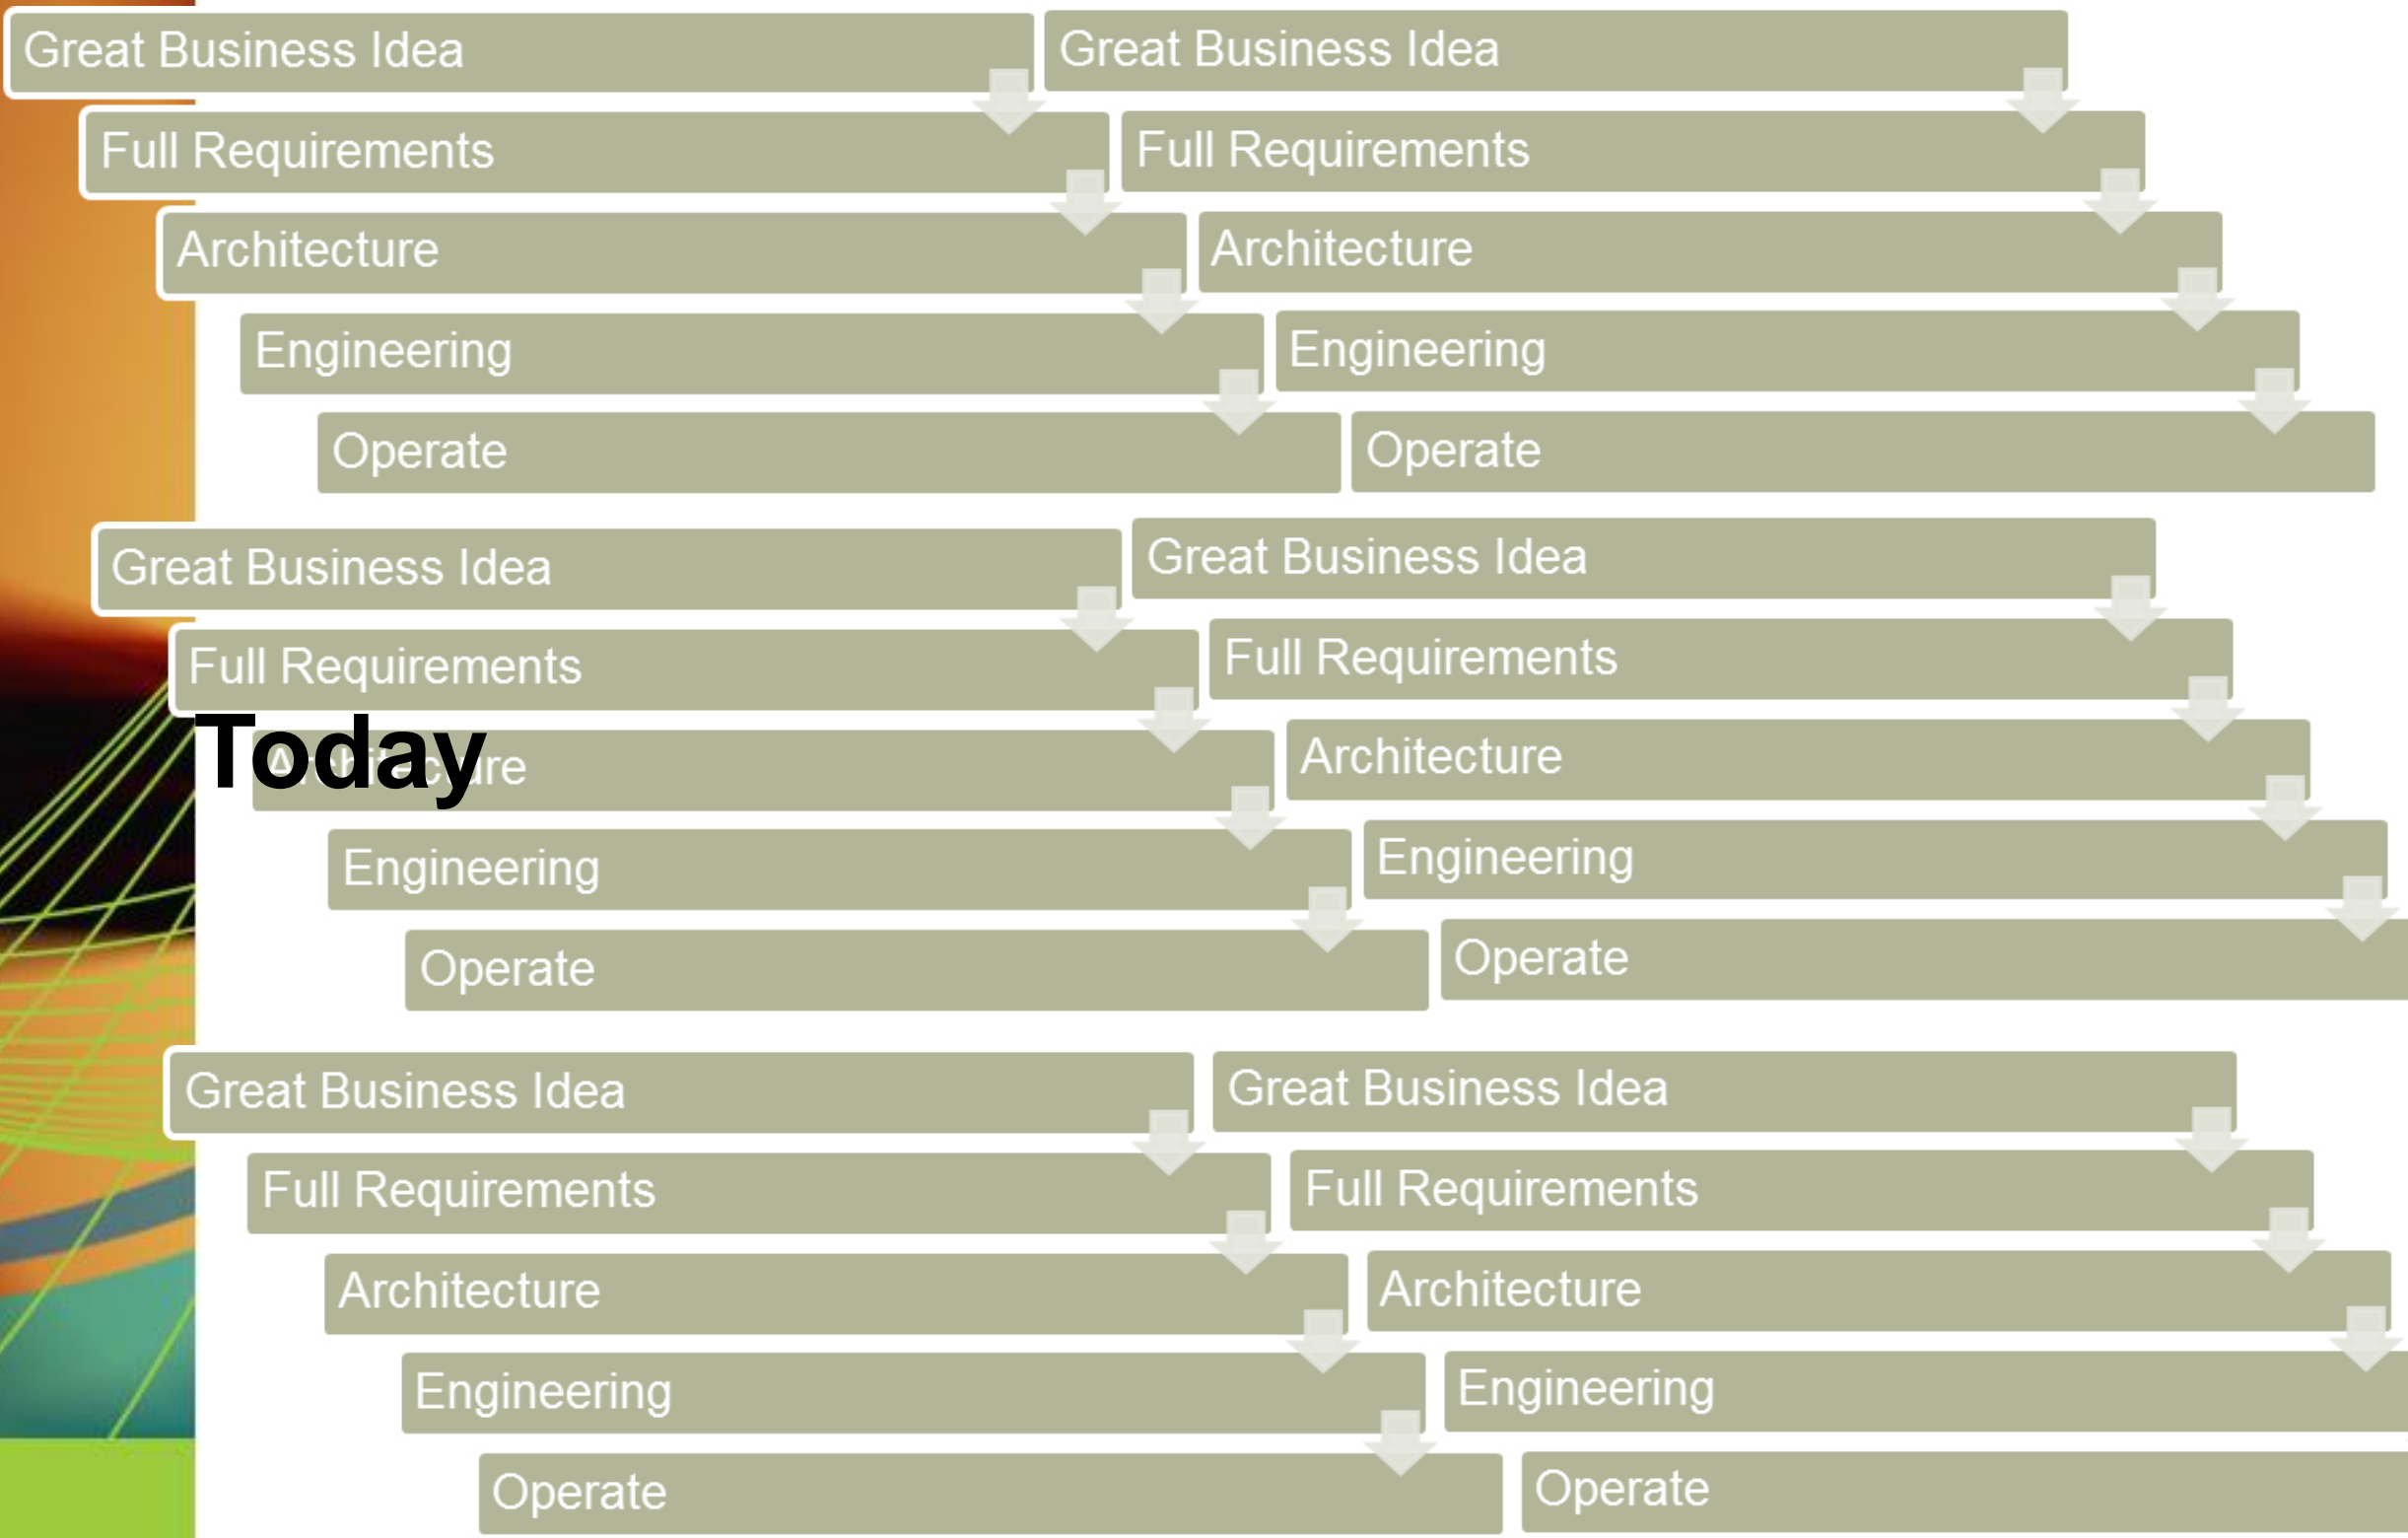 Great Business Idea
Full Requirements
Architecture
Engineering
Operate
Great Business Idea
Full Requirements
Architecture
Engineering
Operate
Great Business Idea
Full Requirements
Architecture
Engineering
Operate
Great Business Idea
Full Requirements
Architecture
Engineering
Operate
Today
Great Business Idea
Full Requirements
Architecture
Engineering
Operate
Great Business Idea
Full Requirements
Architecture
Engineering
Operate